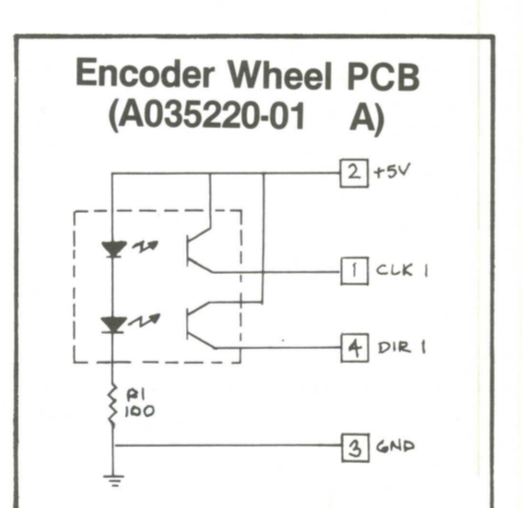 Encoder Wheel PCB
(A035220-01 A)
2 +5V
1 CLK 1
4 DIR 1
R1
100
3 GND